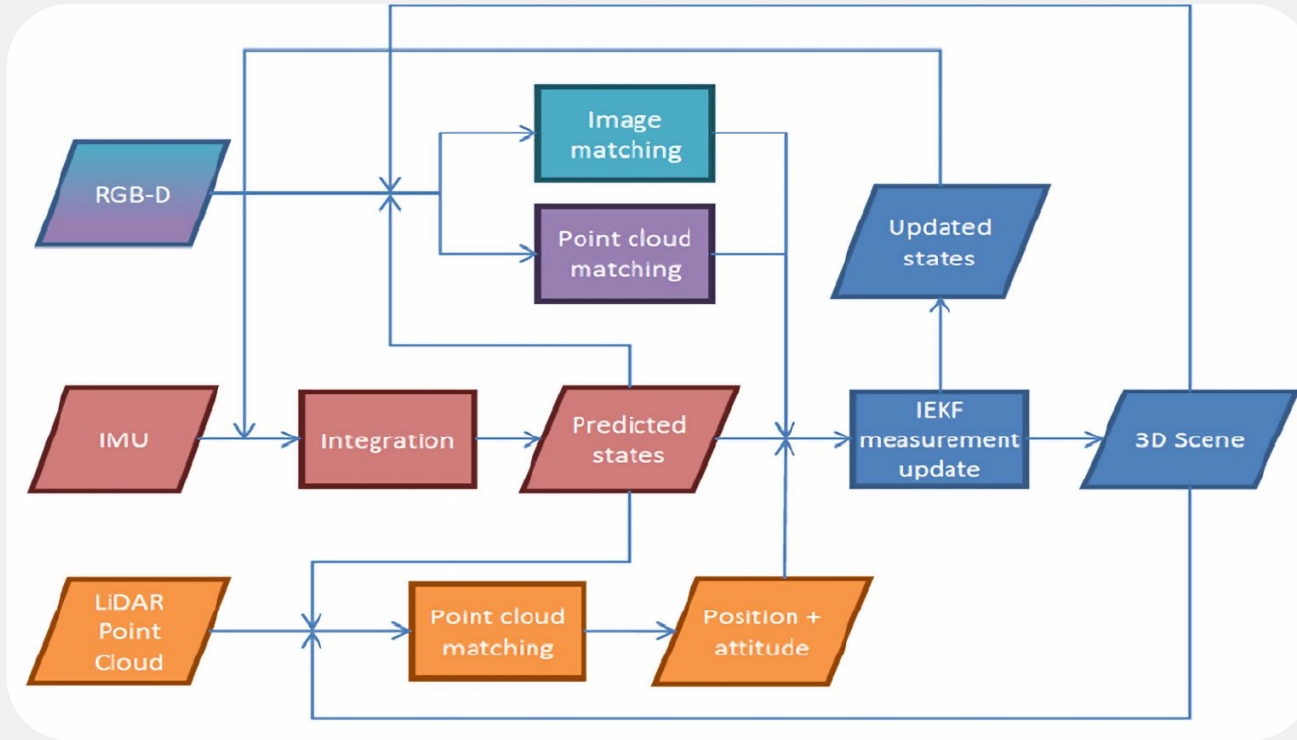 Image
matching
RGB-D
Point cloud
matching
Updated
states
IMU
Integration
Predicted
states
IEKF
measurement
update
3D Scene
LiDAR
Point
Cloud
Point cloud
matching
Position +
attitude